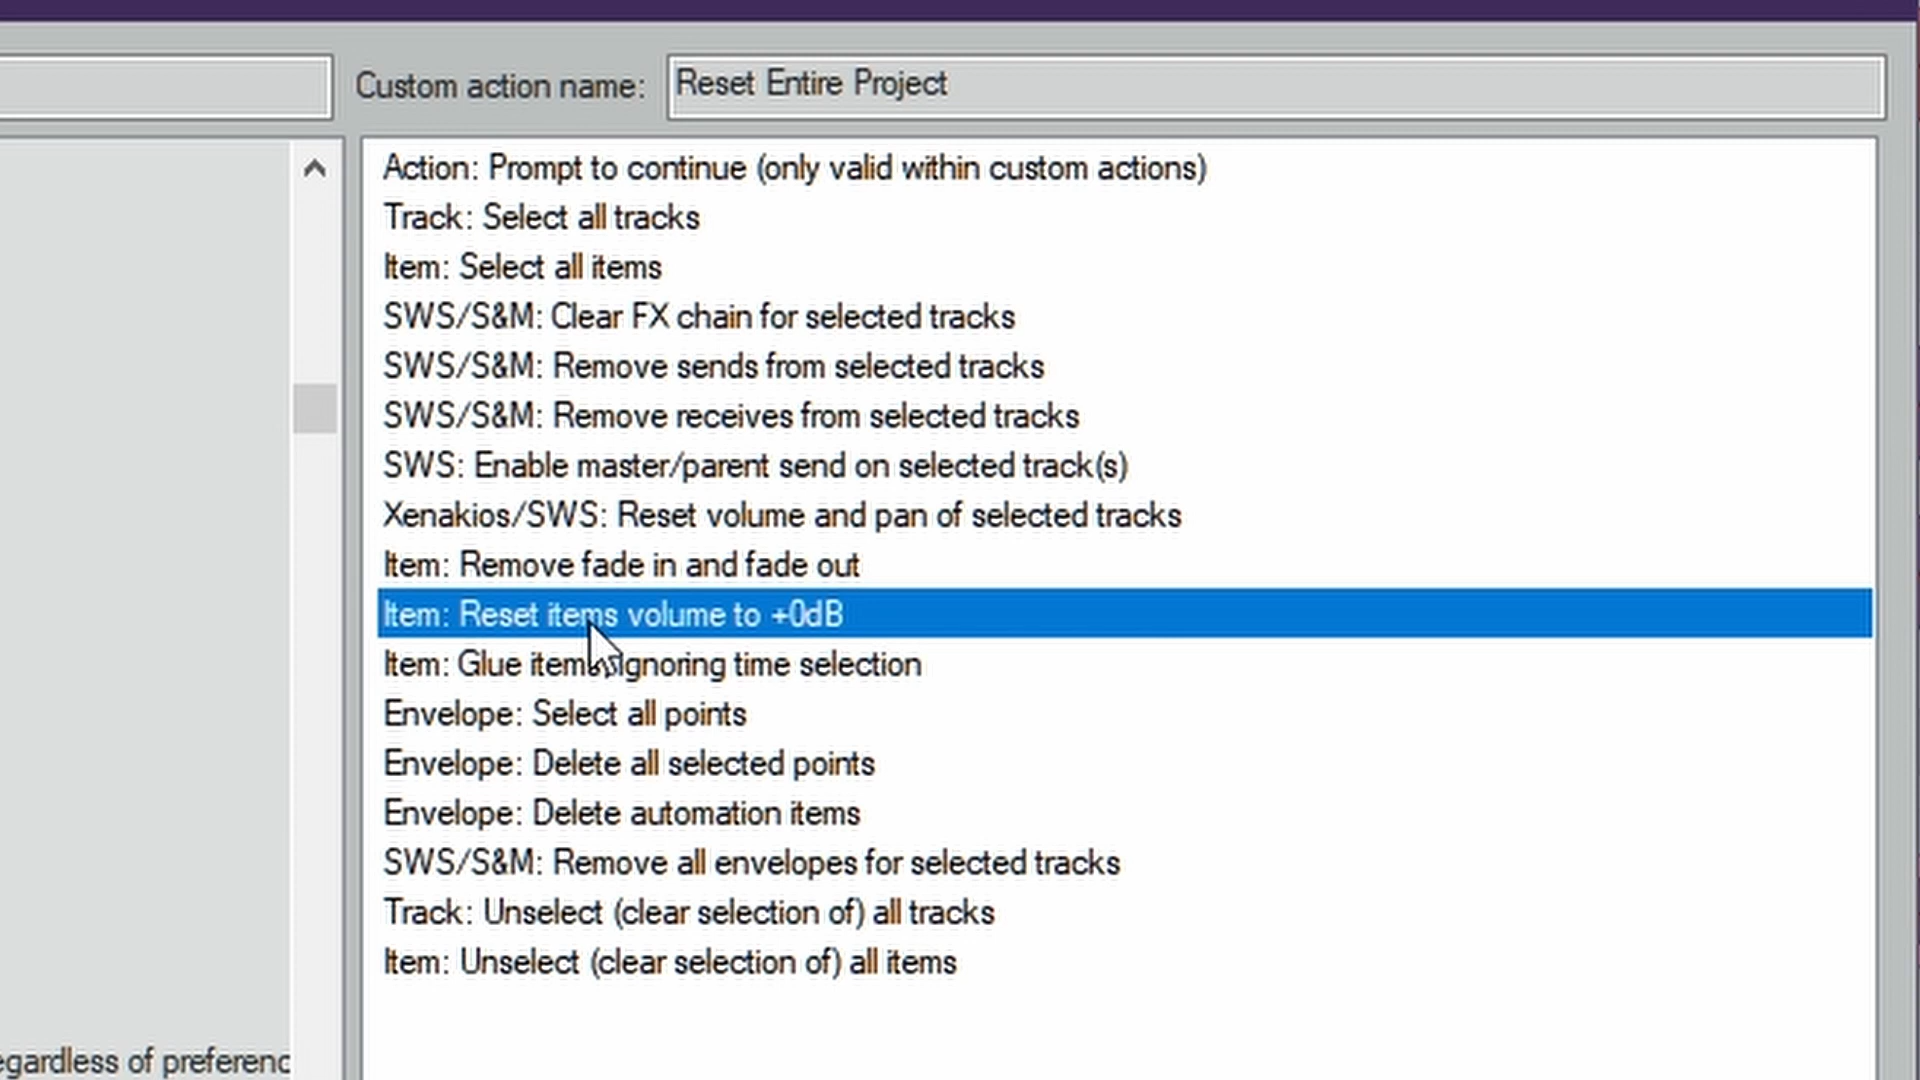 Custom action name: Reset Entire Project
Action: Prompt to continue (only valid within custom actions)
Track: Select all tracks
Item: Select all items
SWS/S&M: Clear FX chain for selected tracks
SWS/S&M: Remove sends from selected tracks
SWS/S&M: Remove receives from selected tracks
SWS: Enable master/parent send on selected track(s)
Xenakios/SWS: Reset volume and pan of selected tracks
Item: Remove fade in and fade out
Item: Reset items volume to +0dB
Item: Glue items ignoring time selection
Envelope: Select all points
Envelope: Delete all selected points
Envelope: Delete automation items
SWS/S&M: Remove all envelopes for selected tracks
Track: Unselect (clear selection of) all tracks
Item: Unselect (clear selection of) all items
egardless of preferenc